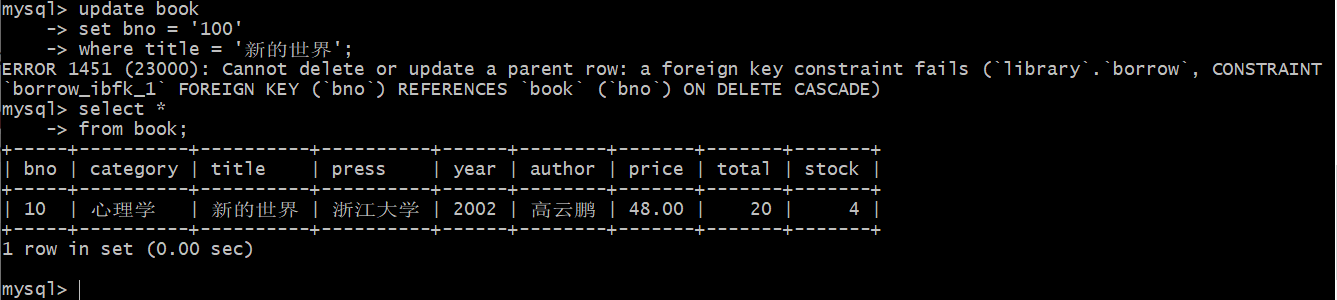 mysql> update book
    -> set bno = '100'
    -> where title = '新的世界';
ERROR 1451 (23000): Cannot delete or update a parent row: a foreign key constraint fails (`library`.`borrow`, CONSTRAINT
`borrow_ibfk_1` FOREIGN KEY (`bno`) REFERENCES `book` (`bno`) ON DELETE CASCADE)
mysql> select *
    -> from book;
+-----+----------+----------+----------+------+--------+-------+-------+-------+
| bno | category | title    | press    | year | author | price | total | stock |
+-----+----------+----------+----------+------+--------+-------+-------+-------+
| 10  | 心理学   | 新的世界 | 浙江大学 | 2002 | 高云鹏 | 48.00 |    20 |     4 |
+-----+----------+----------+----------+------+--------+-------+-------+-------+
1 row in set (0.00 sec)
mysql>